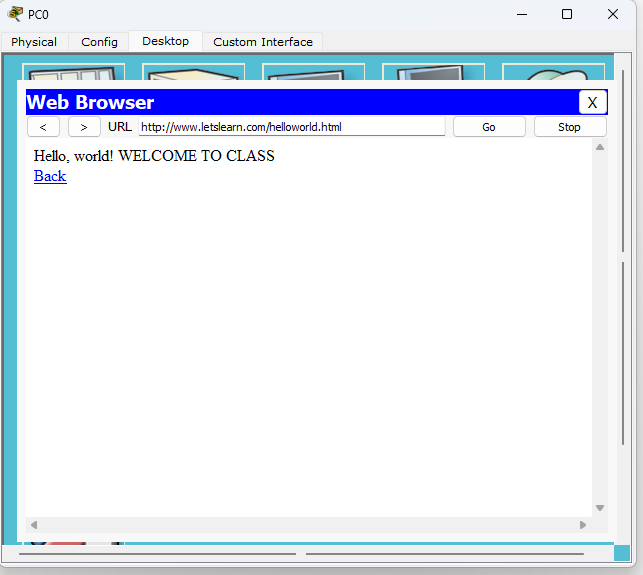 PC0
Physical Config Desktop Custom Interface
Web Browser X
< > URL http://www.letslearn.com/helloworld.html Go Stop
Hello, world! WELCOME TO CLASS
Back